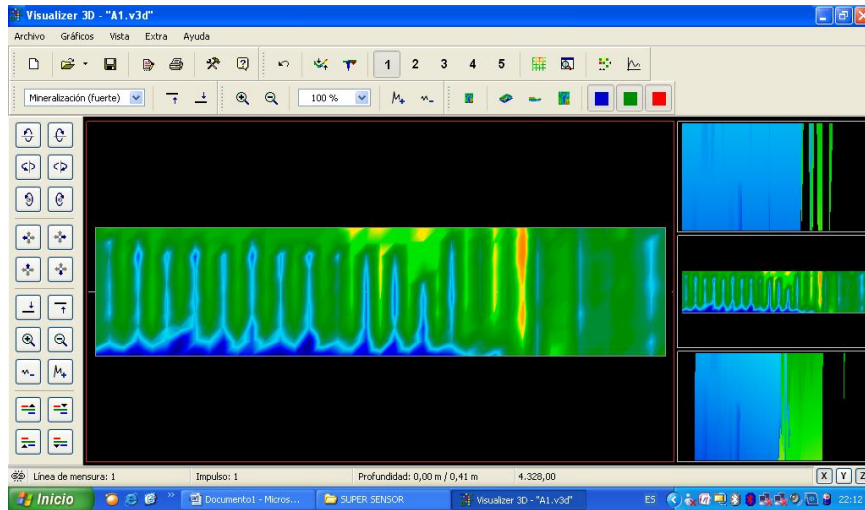 Visualizer 3D - "A1.v3d"
Archivo Gráficos Vista Extra Ayuda
1 2 3 4 5
Mineralización (fuerte) 100 %
Línea de mensura: 1 Impulso: 1 Profundidad: 0,00 m / 0,41 m 4.328,00 X Y Z
Inicio Documento1 - Micros... SUPER SENSOR Visualizer 3D - "A1.v3d" ES 22:12